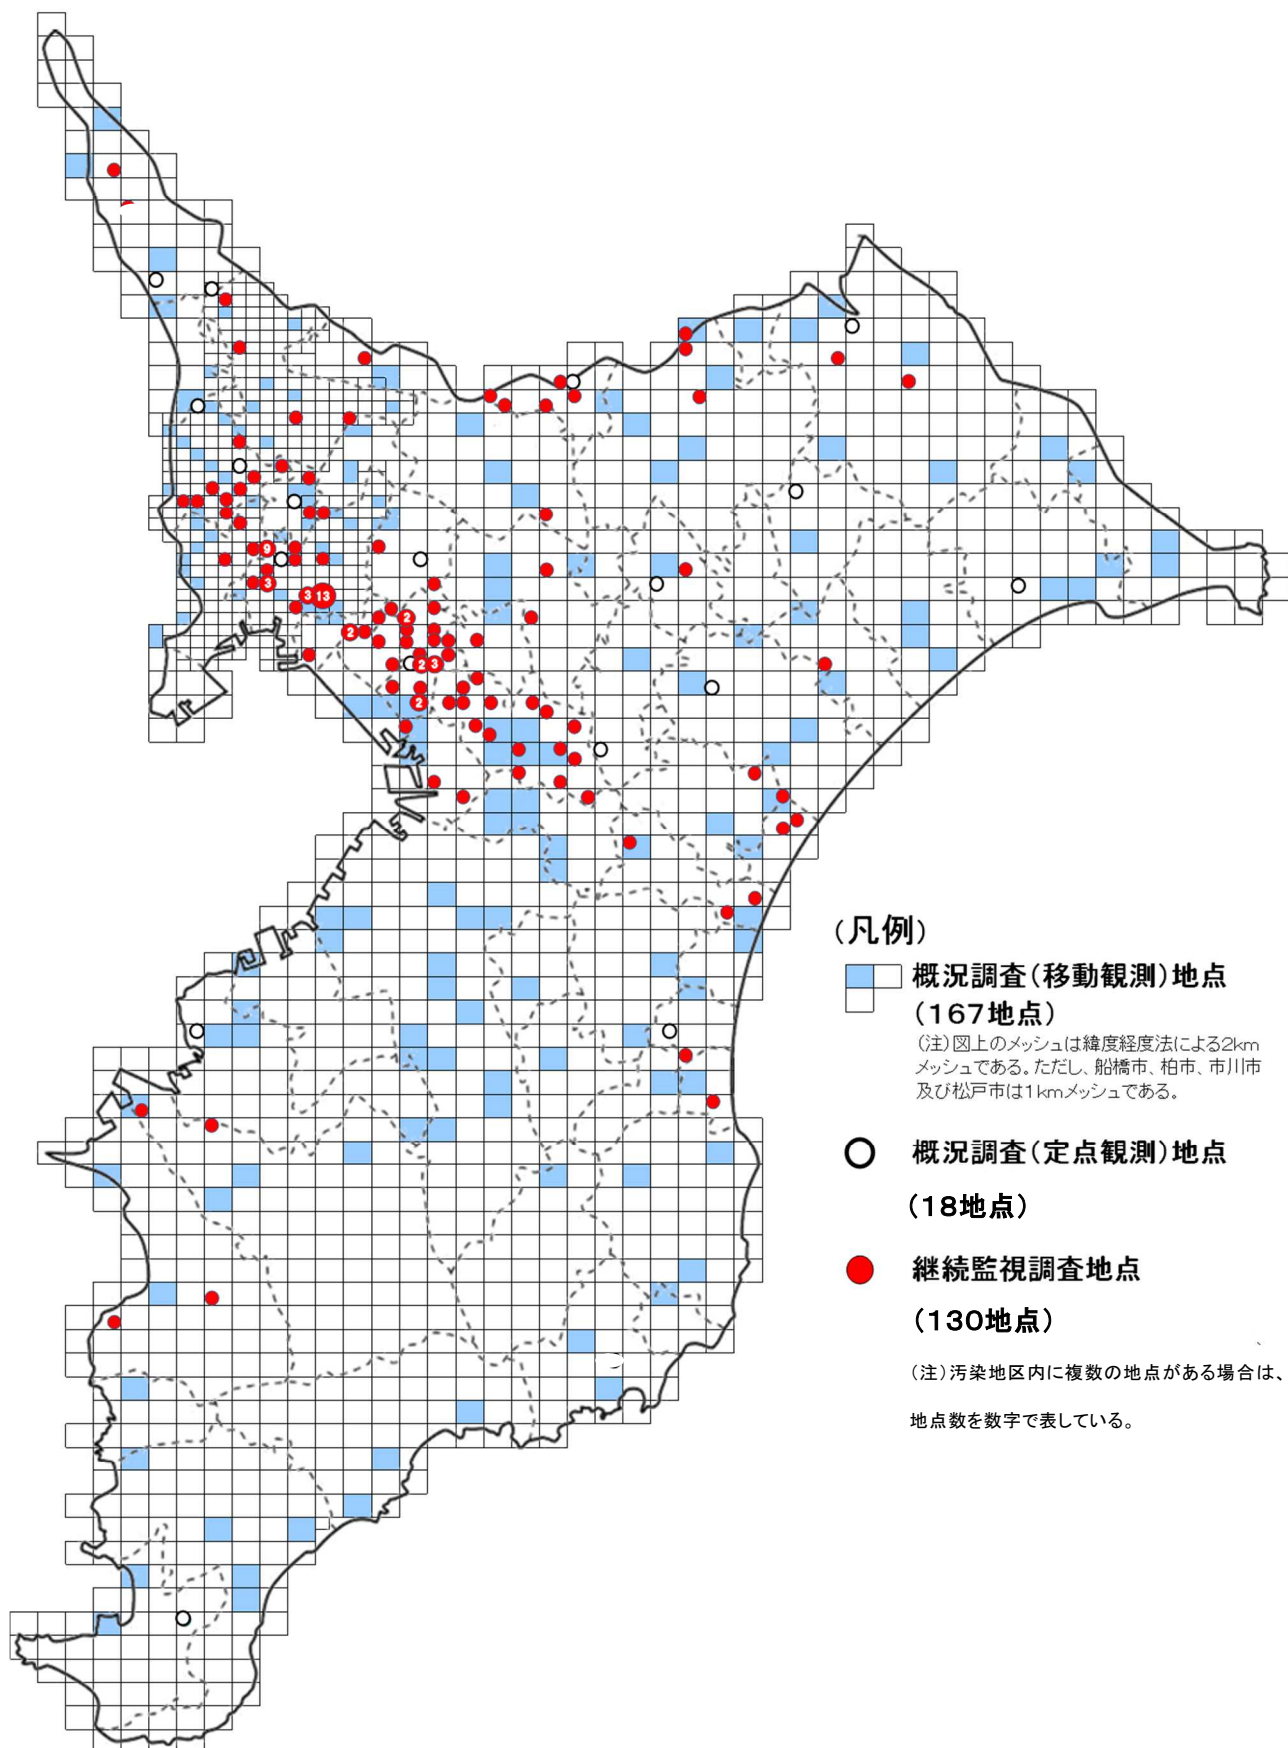 9
3
3 13
2
2
2 3
2
(凡例)
概況調査(移動観測)地点
(167地点)
(注)図上のメッシュは緯度経度法による2km
メッシュである。ただし、船橋市、柏市、市川市
及び松戸市は1kmメッシュである。
概況調査(定点観測)地点
(18地点)
継続監視調査地点
(130地点)
(注)汚染地区内に複数の地点がある場合は、
地点数を数字で表している。